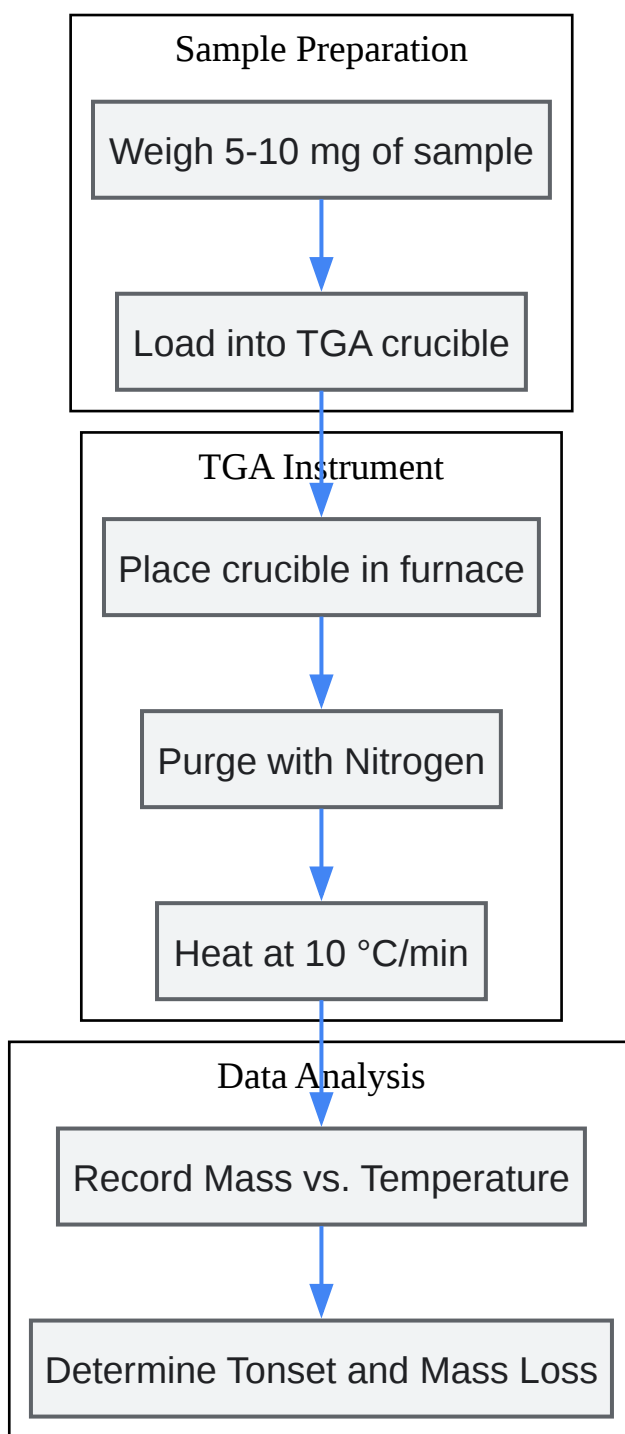 Sample Preparation
Weigh 5-10 mg of sample
Load into TGA crucible
TGA Instrument
Place crucible in furnace
Purge with Nitrogen
Heat at 10 °C/min
Data Analysis
Record Mass vs. Temperature
Determine Tonset and Mass Loss